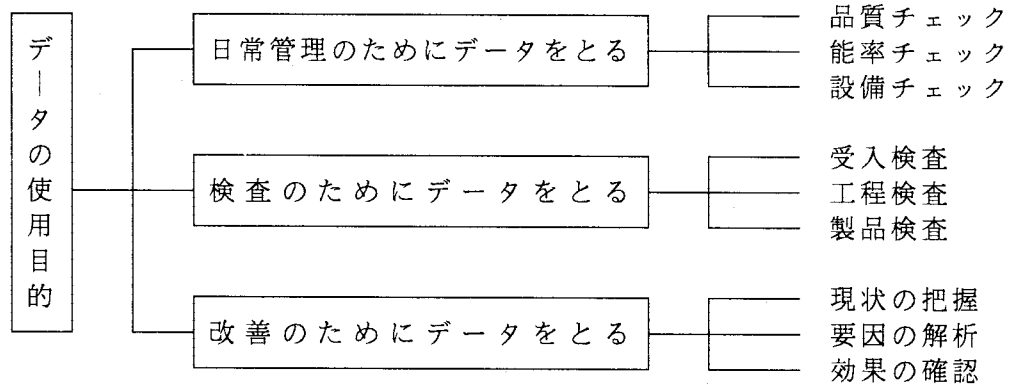 データの使用目的
日常管理のためにデータをとる
品質チェック
能率チェック
設備チェック
検査のためにデータをとる
受入検査
工程検査
製品検査
改善のためにデータをとる
現状の把握
要因の解析
効果の確認